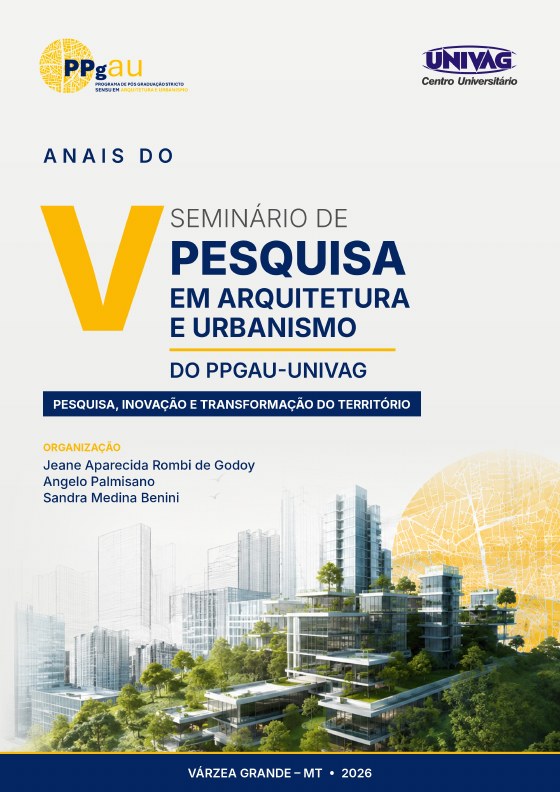 PPgau
PROGRAMA DE PÓS GRADUAÇÃO STRICTO
SENSU EM ARQUITETURA E URBANISMO
UNIVAG
Centro Universitário
ANAIS DO
V
SEMINÁRIO DE
PESQUISA
EM ARQUITETURA
E URBANISMO
DO PPGAU-UNIVAG
PESQUISA, INOVAÇÃO E TRANSFORMAÇÃO DO TERRITÓRIO
ORGANIZAÇÃO
Jeane Aparecida Rombi de Godoy
Angelo Palmisano
Sandra Medina Benini
VÁRZEA GRANDE – MT • 2026